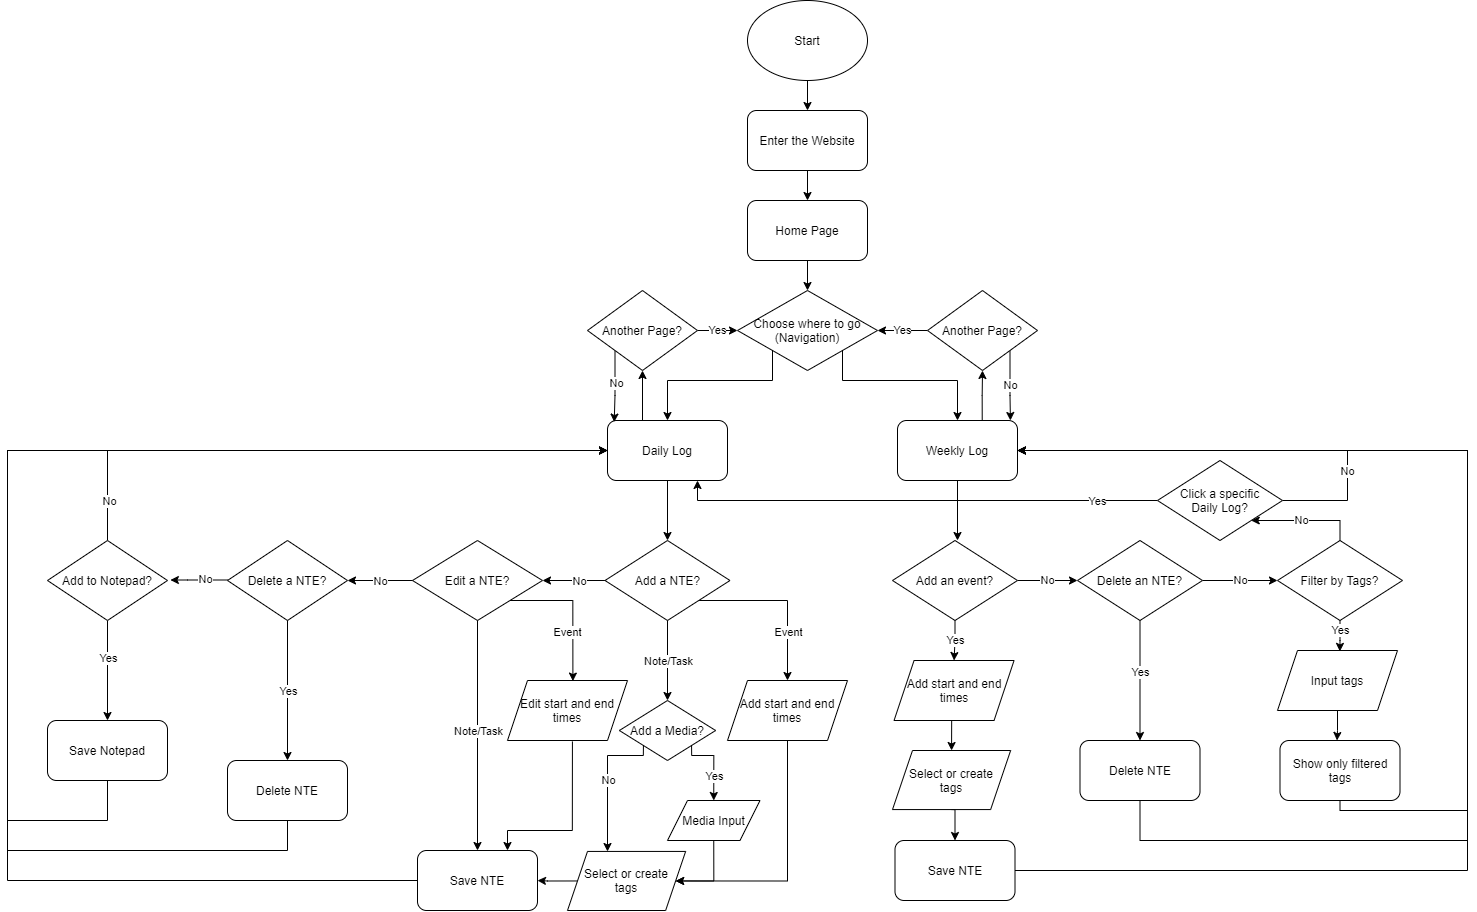 Start
Enter the Website
Home Page
Another Page?
Yes
Choose where to go
(Navigation)
Yes
Another Page?
No
No
Daily Log
Weekly Log
No
Click a specific
Daily Log?
No
Yes
No
Add to Notepad?
No
Delete a NTE?
No
Edit a NTE?
No
Add a NTE?
Add an event?
No
Delete an NTE?
No
Filter by Tags?
Event
Event
Yes
Yes
Yes
Note/Task
Yes
Yes
Edit start and end
times
Add start and end
times
Add start and end
times
Input tags
Note/Task
Add a Media?
Save Notepad
Delete NTE
No
Yes
Select or create
tags
Delete NTE
Show only filtered
tags
Media Input
Save NTE
Select or create
tags
Save NTE